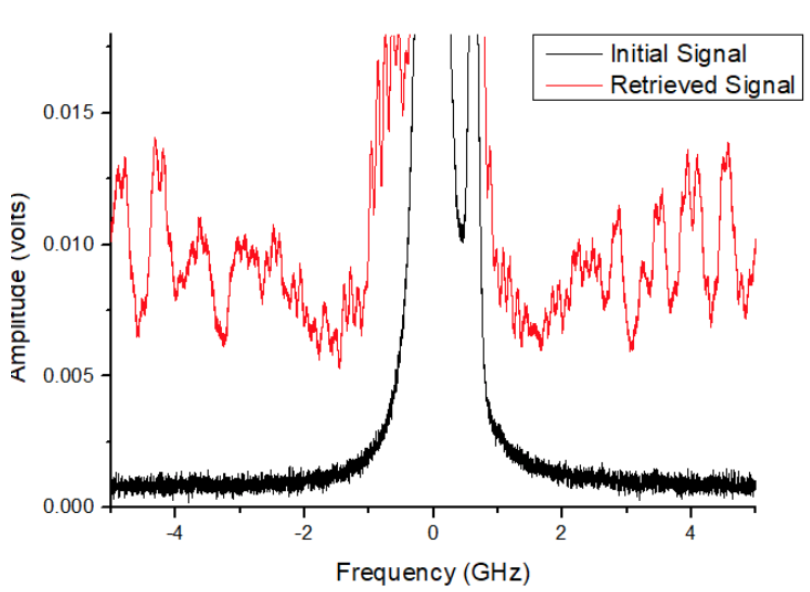 Initial Signal
Retrieved Signal
0.015
0.010
0.005
0.000
Amplitude (volts)
-4 -2 0 2 4
Frequency (GHz)